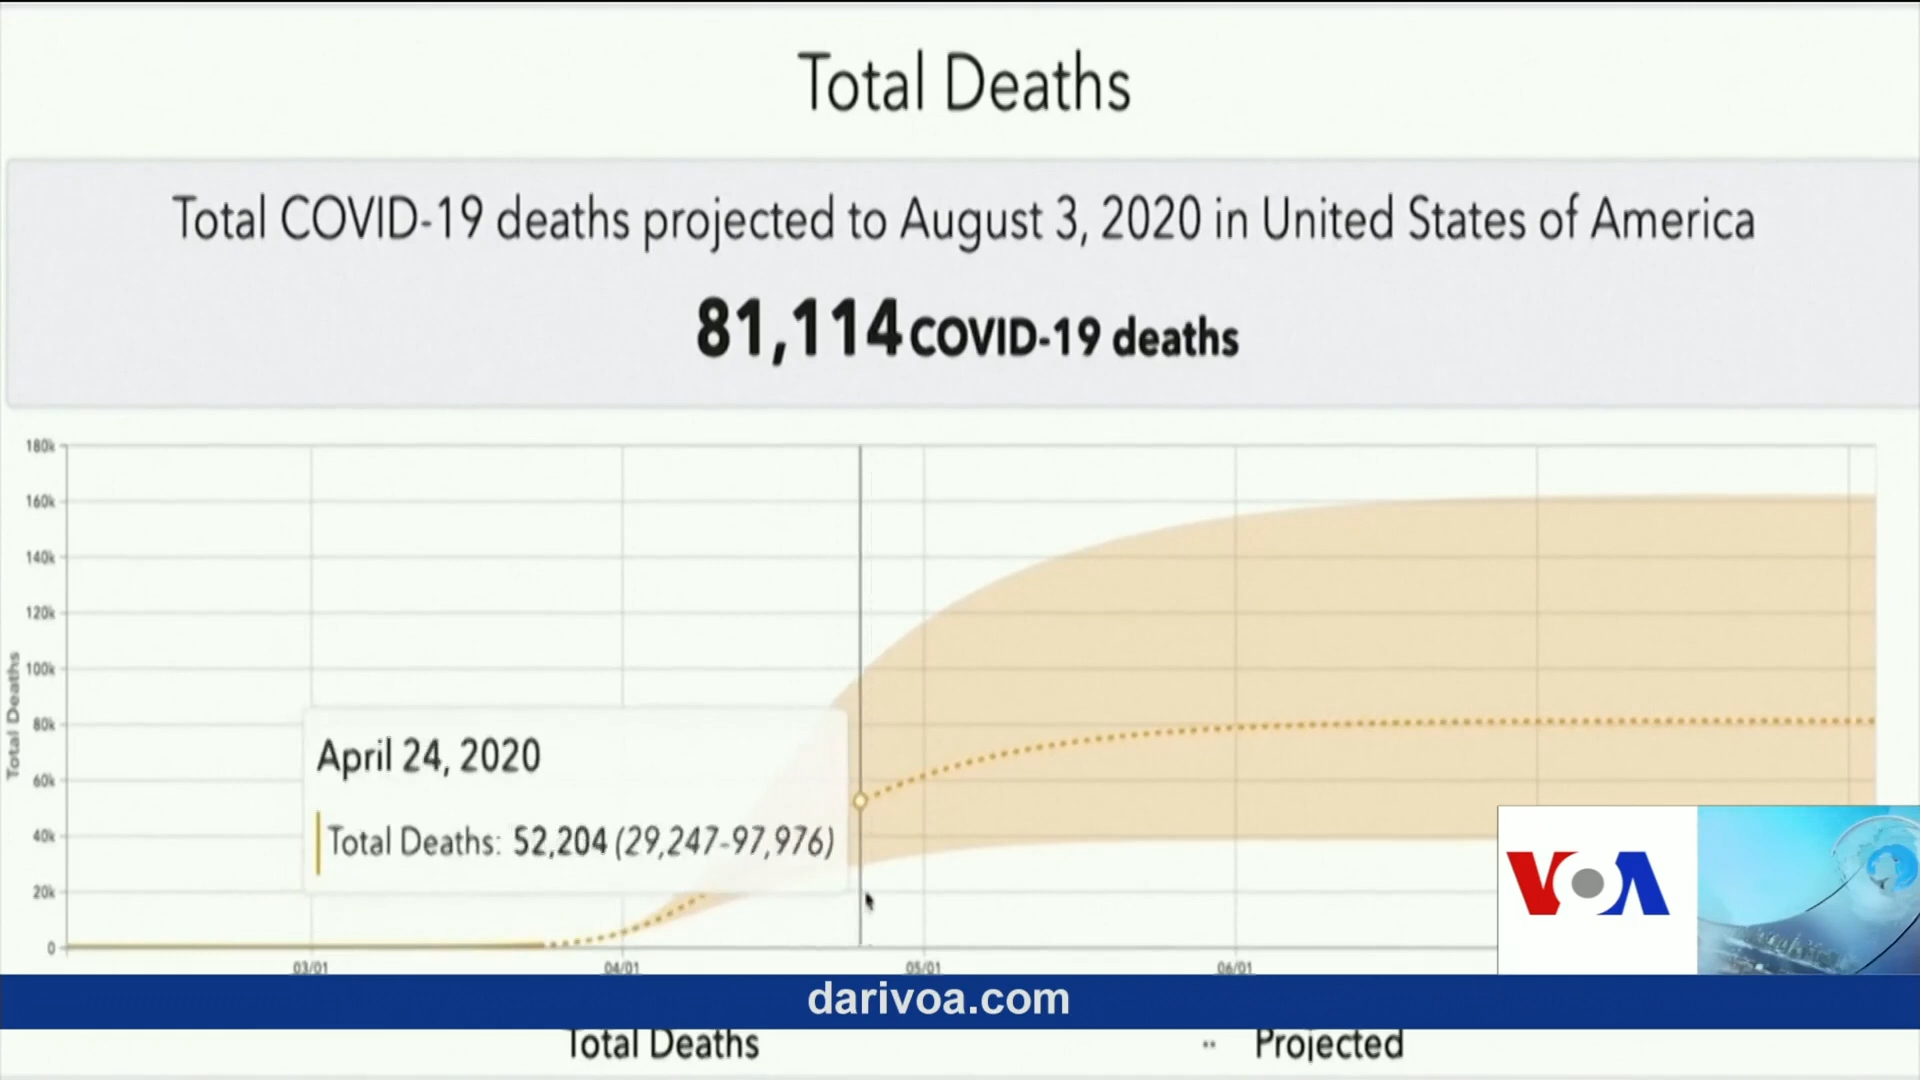 Total Deaths
Total COVID-19 deaths projected to August 3, 2020 in United States of America
81,114 COVID-19 deaths
180k
160k
140k
120k
100k
80k
60k
40k
20k
0
Total Deaths
April 24, 2020
Total Deaths: 52,204 (29,247-97,976)
03/01
04/01
05/01
06/01
VOA
darivoa.com
Total Deaths
Projected